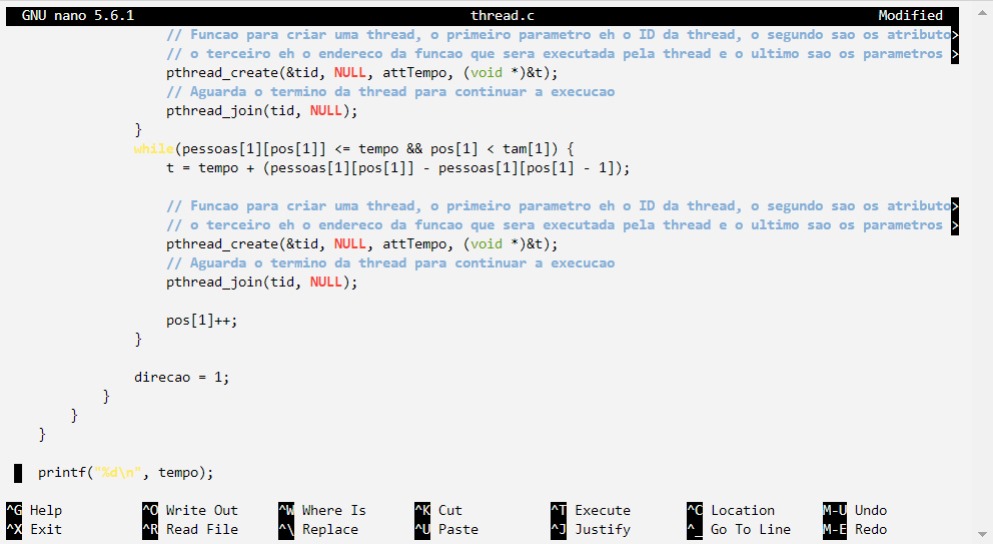 GNU nano 5.6.1 thread.c Modified
// Funcao para criar uma thread, o primeiro parametro eh o ID da thread, o segundo sao os atributo>
// o terceiro eh o endereco da funcao que sera executada pela thread e o ultimo sao os parametros >
pthread_create(&tid, NULL, attTempo, (void *)&t);
// Aguarda o termino da thread para continuar a execucao
pthread_join(tid, NULL);
}
while(pessoas[1][pos[1]] <= tempo && pos[1] < tam[1]) {
t = tempo + (pessoas[1][pos[1]] - pessoas[1][pos[1] - 1]);
// Funcao para criar uma thread, o primeiro parametro eh o ID da thread, o segundo sao os atributo>
// o terceiro eh o endereco da funcao que sera executada pela thread e o ultimo sao os parametros >
pthread_create(&tid, NULL, attTempo, (void *)&t);
// Aguarda o termino da thread para continuar a execucao
pthread_join(tid, NULL);
pos[1]++;
}
direcao = 1;
}
}
}
printf("%d\n", tempo);
^G Help ^O Write Out ^W Where Is ^K Cut ^T Execute ^C Location M-U Undo
^X Exit ^R Read File ^\ Replace ^U Paste ^J Justify ^_ Go To Line M-E Redo